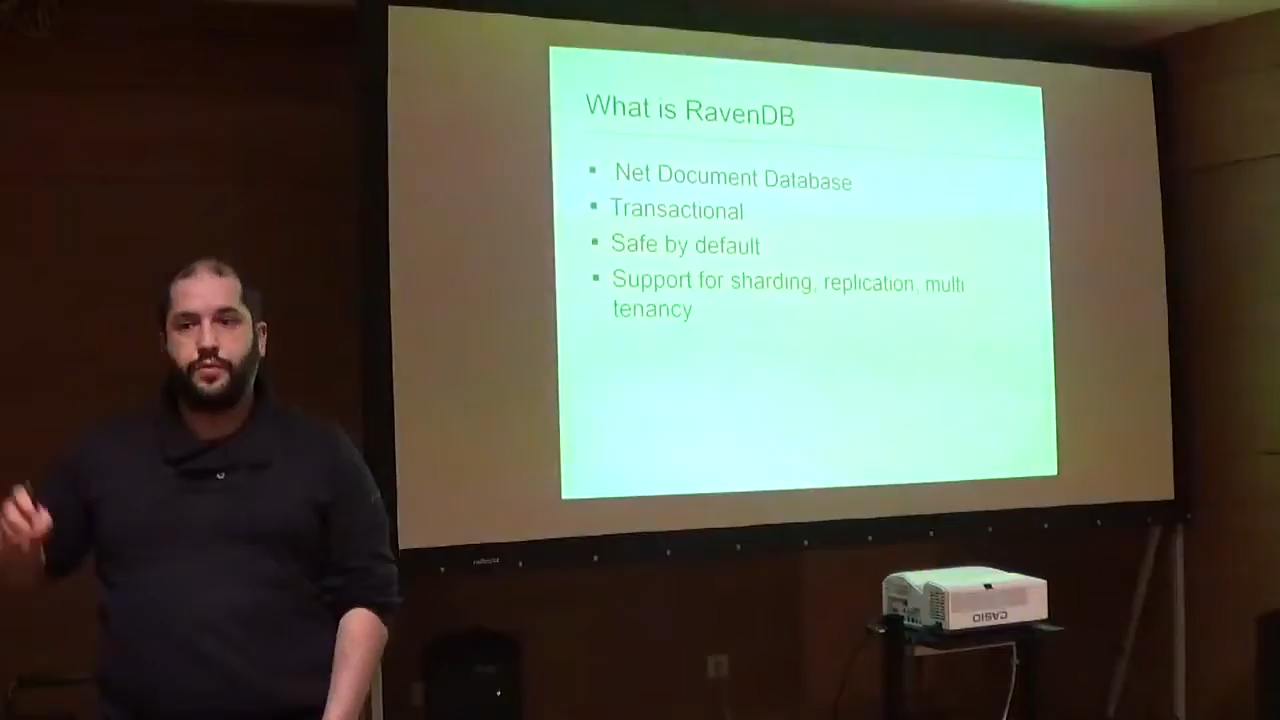 What is RavenDB
Net Document Database
Transactional
Safe by default
Support for sharding, replication, multi
tenancy
CASIO